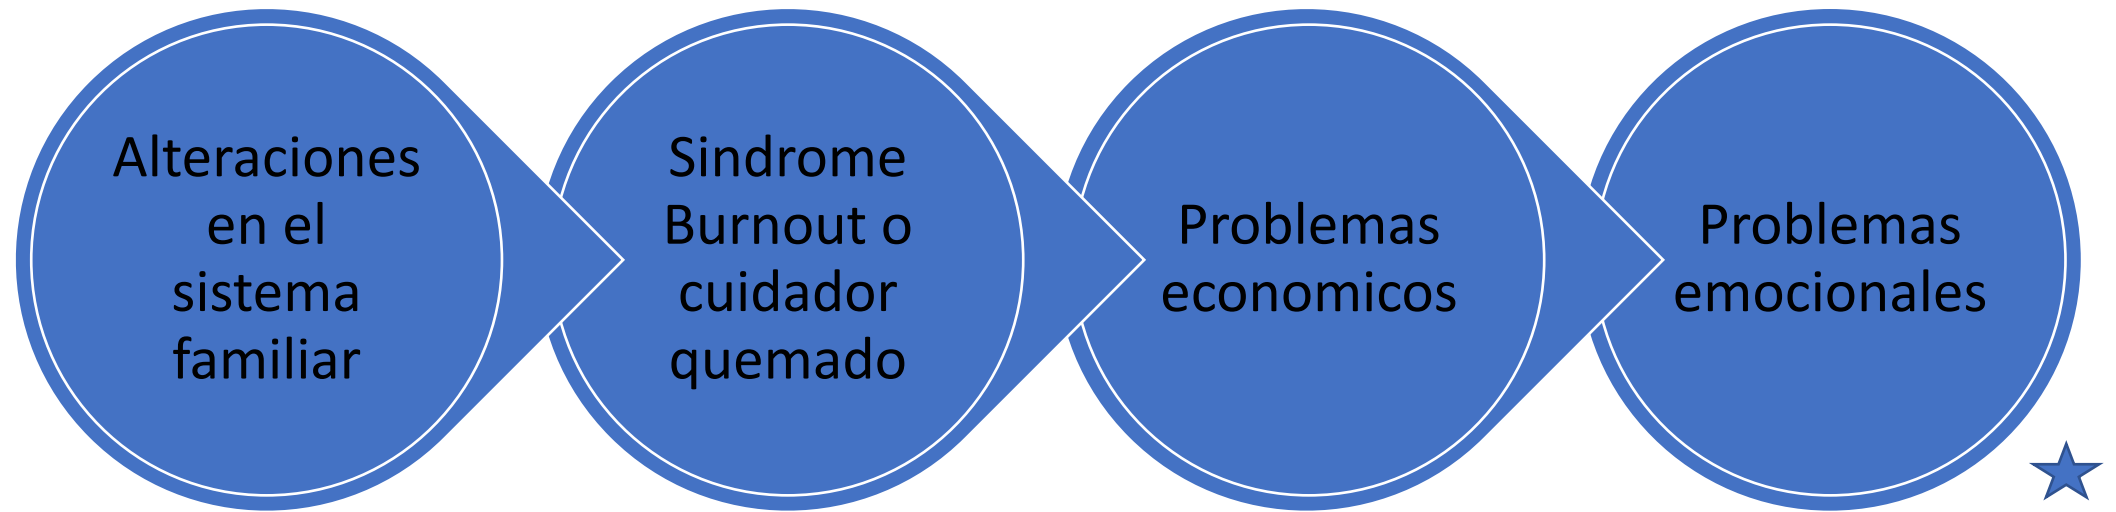 Alteraciones
en el
sistema
familiar
Sindrome
Burnout o
cuidador
quemado
Problemas
economicos
Problemas
emocionales